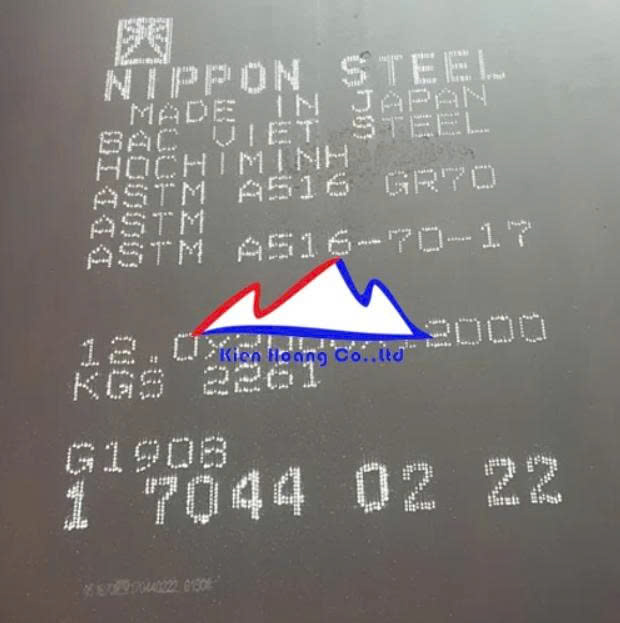 NIPPON STEEL
MADE IN JAPAN
BAC VIET STEEL
HOCHIMINH
ASTM A516 GR70
ASTM
ASTM A516-70-17
2000
Kien Hoang Co.,ltd
KGS 2261
G1908
1 7044 02 22